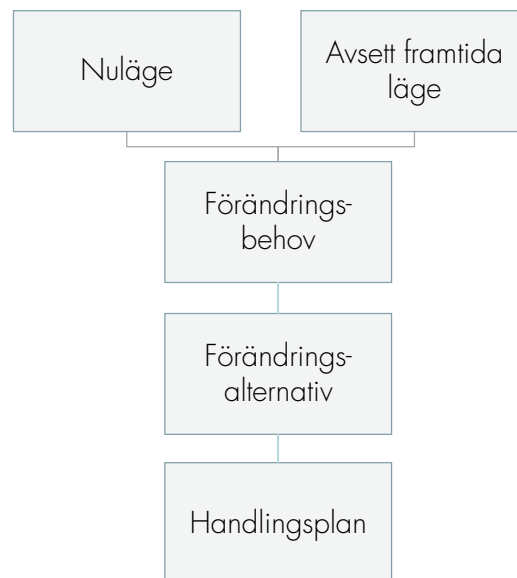 Nuläge
Avsett framtida
läge
Förändrings-
behov
Förändrings-
alternativ
Handlingsplan